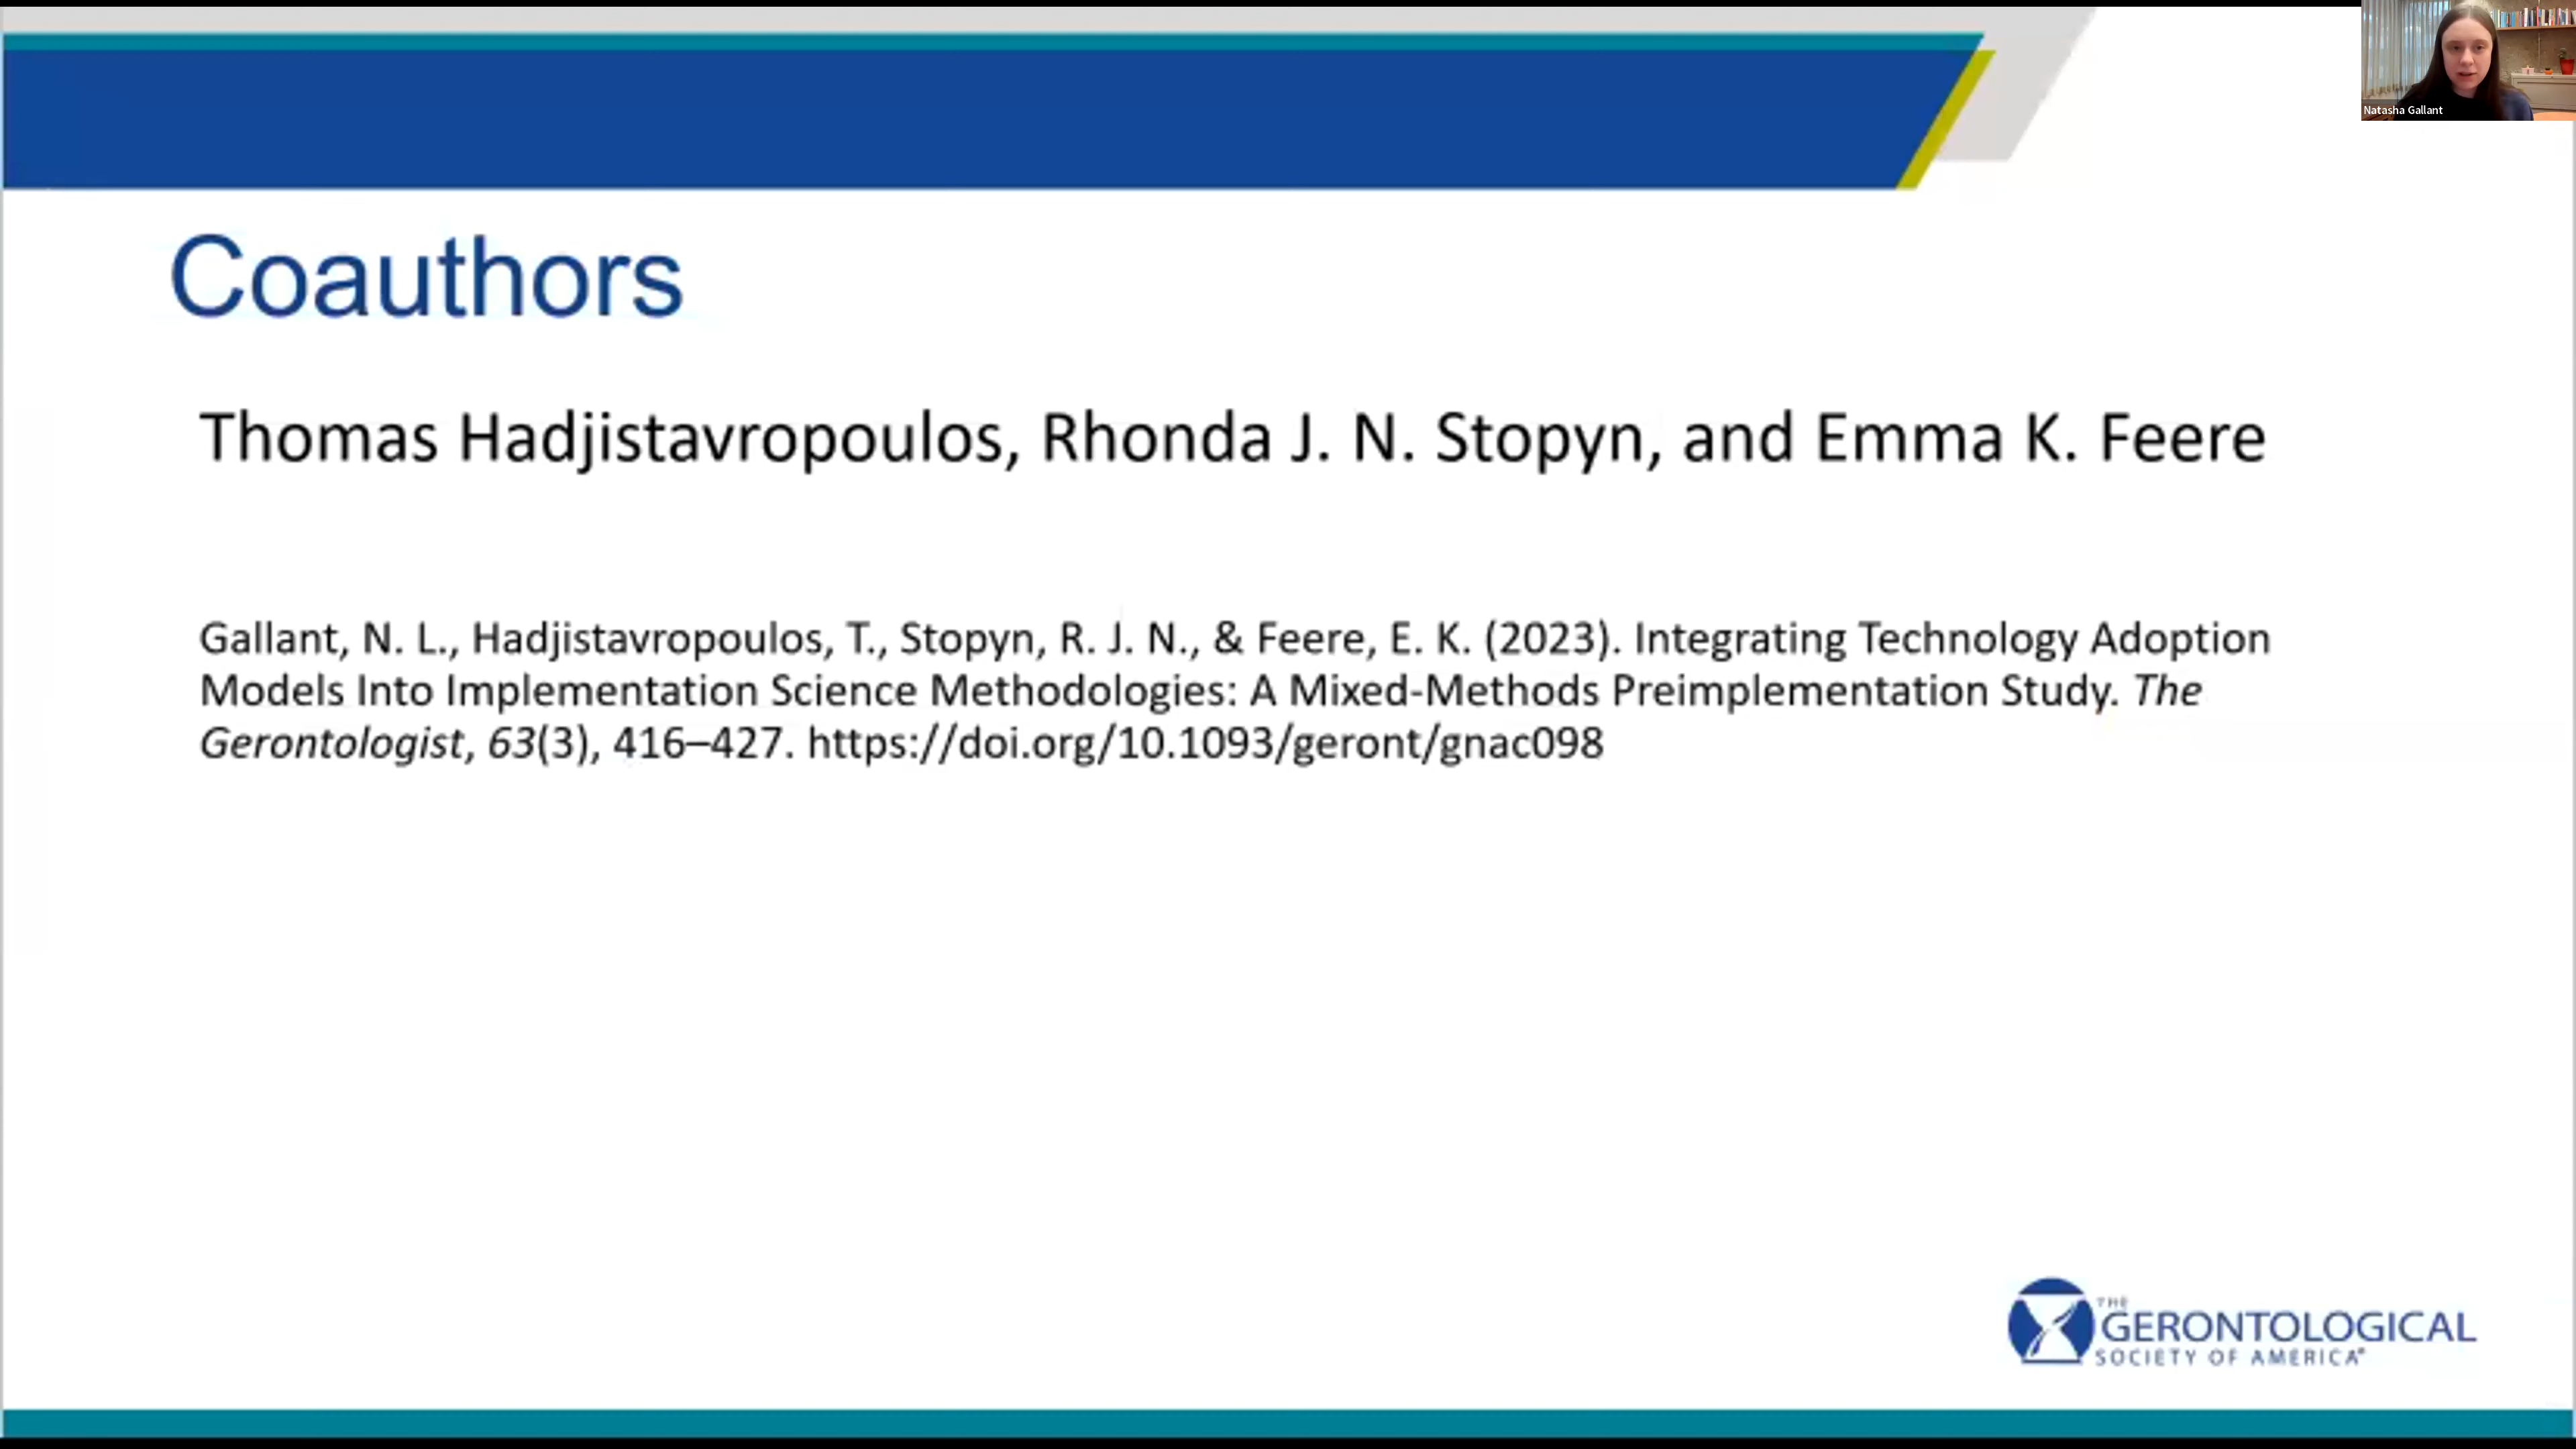 Natasha Gallant
Coauthors
Thomas Hadjistavropoulos, Rhonda J. N. Stopyn, and Emma K. Feere
Gallant, N. L., Hadjistavropoulos, T., Stopyn, R. J. N., & Feere, E. K. (2023). Integrating Technology Adoption
Models Into Implementation Science Methodologies: A Mixed-Methods Preimplementation Study. The
Gerontologist, 63(3), 416–427. https://doi.org/10.1093/geront/gnac098
THE
GERONTOLOGICAL
SOCIETY OF AMERICA®